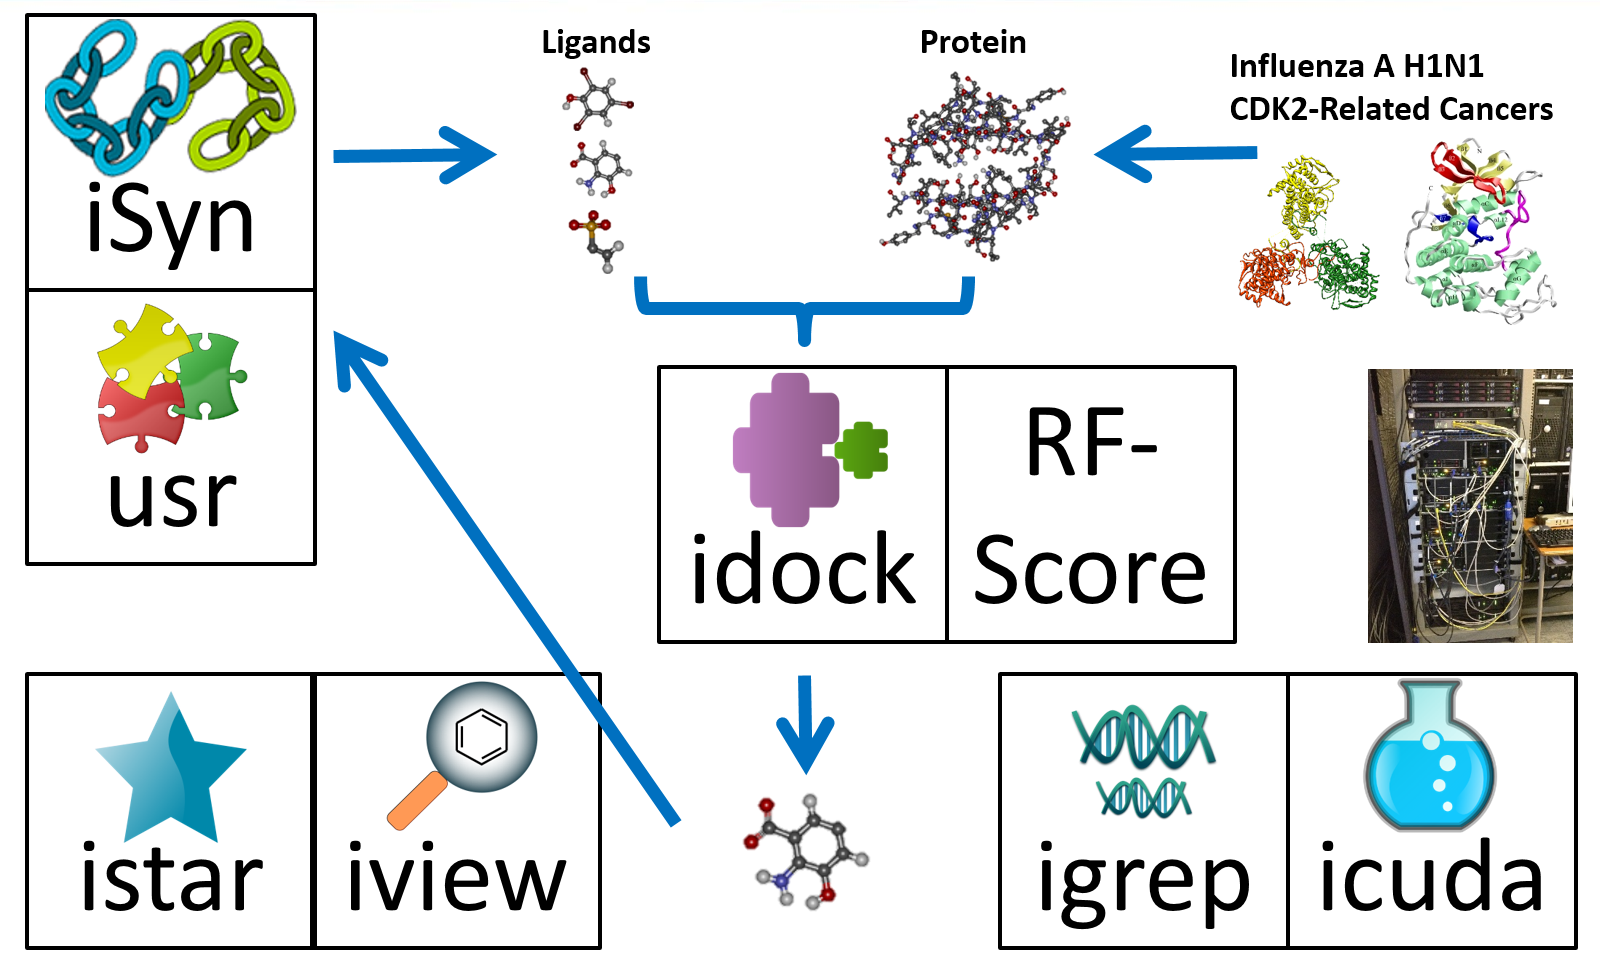 iSyn
usr
Ligands
Protein
Influenza A H1N1
CDK2-Related Cancers
idock
RF-
Score
istar
iview
igrep
icuda